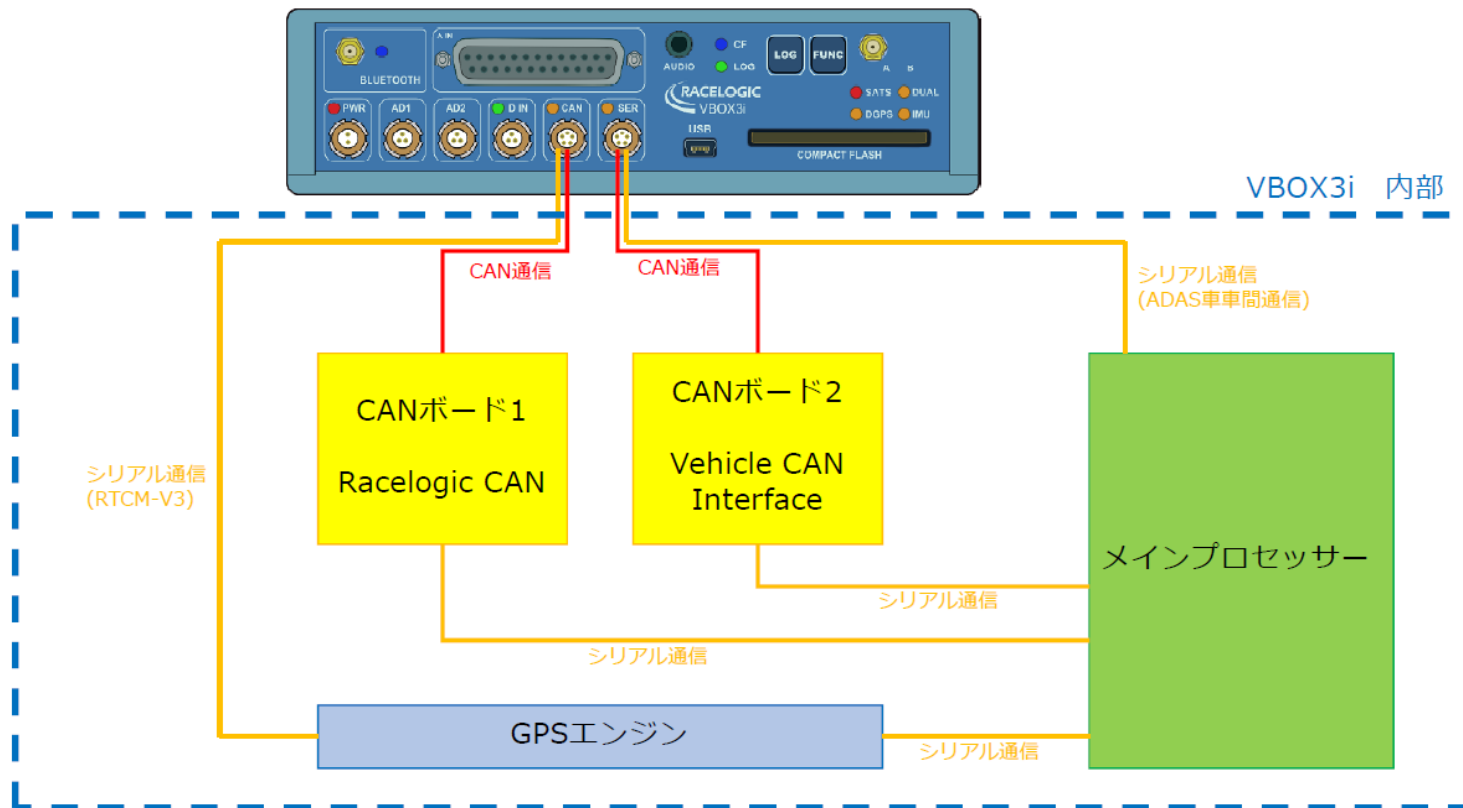 A IN
BLUETOOTH
AUDIO
CF
LOG
LOG
FUNC
A B
RACELOGIC
VBOX3i
SATS
DUAL
DGPS
IMU
PWR
AD1
AD2
D IN
CAN
SER
USB
COMPACT FLASH
VBOX3i 内部
CAN通信
CAN通信
シリアル通信
(ADAS車車間通信)
CANボード1
Racelogic CAN
CANボード2
Vehicle CAN
Interface
シリアル通信
(RTCM-V3)
メインプロセッサー
シリアル通信
シリアル通信
GPSエンジン
シリアル通信